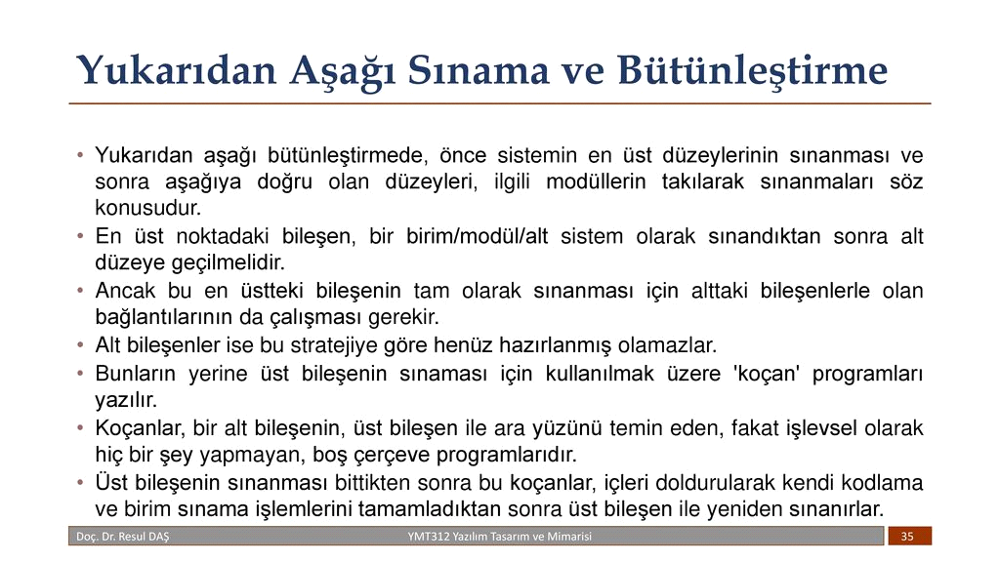 Yukarıdan Aşağı Sınama ve Bütünleştirme
• Yukarıdan aşağı bütünleştirmede, önce sistemin en üst düzeylerinin sınanması ve
sonra aşağıya doğru olan düzeyleri, ilgili modüllerin takılarak sınanmaları söz
konusudur.
• En üst noktadaki bileşen, bir birim/modül/alt sistem olarak sınandıktan sonra alt
düzeye geçilmelidir.
• Ancak bu en üstteki bileşenin tam olarak sınanması için alttaki bileşenlerle olan
bağlantılarının da çalışması gerekir.
• Alt bileşenler ise bu stratejiye göre henüz hazırlanmış olamazlar.
• Bunların yerine üst bileşenin sınaması için kullanılmak üzere 'koçan' programları
yazılır.
• Koçanlar, bir alt bileşenin, üst bileşen ile ara yüzünü temin eden, fakat işlevsel olarak
hiç bir şey yapmayan, boş çerçeve programlarıdır.
• Üst bileşenin sınanması bittikten sonra bu koçanlar, içleri doldurularak kendi kodlama
ve birim sınama işlemlerini tamamladıktan sonra üst bileşen ile yeniden sınanırlar.
Doç. Dr. Resul DAŞ
YMT312 Yazılım Tasarım ve Mimarisi
35